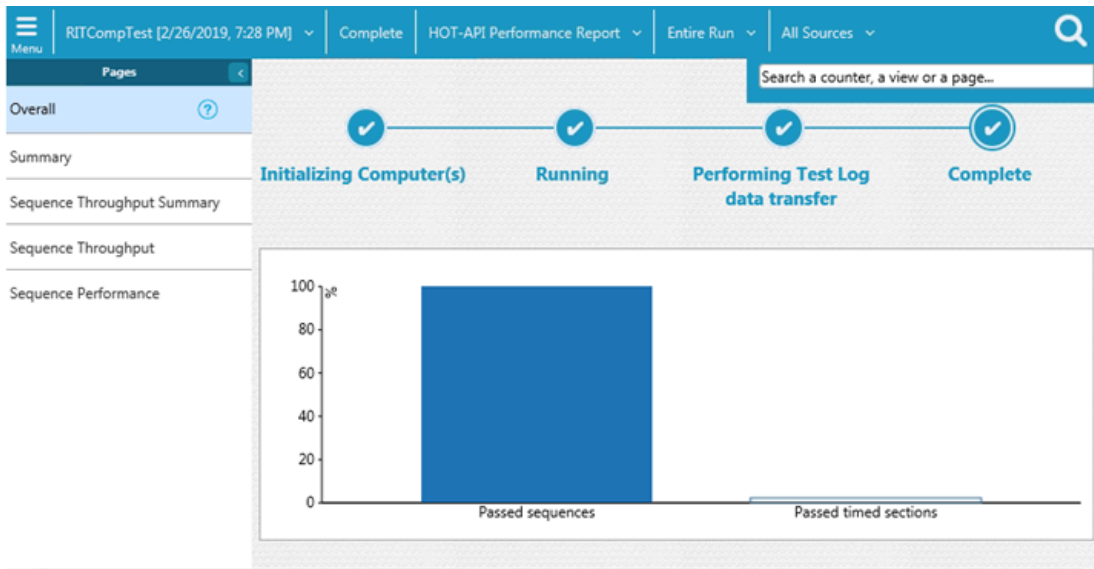 Menu
RITCompTest [2/26/2019, 7:28 PM]
Complete
HOT-API Performance Report
Entire Run
All Sources
Search a counter, a view or a page...
Pages
Overall
?
Summary
Sequence Throughput Summary
Sequence Throughput
Sequence Performance
Initializing Computer(s)
Running
Performing Test Log
data transfer
Complete
%
100
80
60
40
20
0
Passed sequences
Passed timed sections